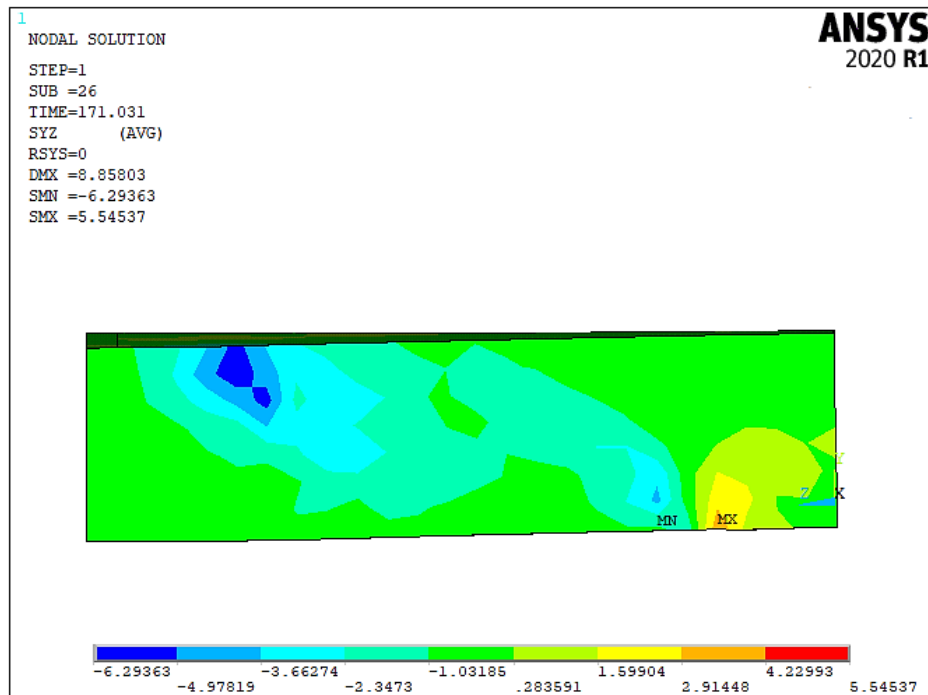 1
NODAL SOLUTION
STEP=1
SUB =26
TIME=171.031
SYZ (AVG)
RSYS=0
DMX =8.85803
SMN =-6.29363
SMX =5.54537
ANSYS
2020 R1
Y
Z X
MN MX
-6.29363 -3.66274 -1.03185 1.59904 4.22993
-4.97819 -2.3473 .283591 2.91448 5.54537